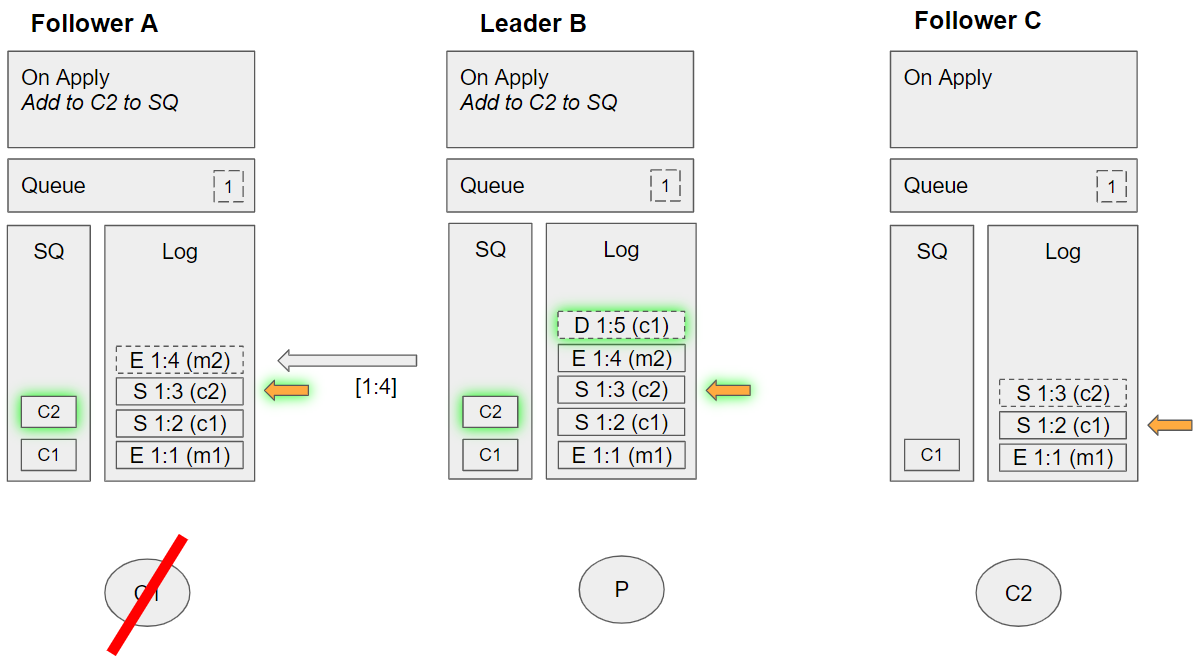 Follower A
On Apply
Add to C2 to SQ
Queue
1
SQ
C2
C1
Log
E 1:4 (m2)
S 1:3 (c2)
S 1:2 (c1)
E 1:1 (m1)
C1
[1:4]
Leader B
On Apply
Add to C2 to SQ
Queue
1
SQ
C2
C1
Log
D 1:5 (c1)
E 1:4 (m2)
S 1:3 (c2)
S 1:2 (c1)
E 1:1 (m1)
P
Follower C
On Apply
Queue
1
SQ
C1
Log
S 1:3 (c2)
S 1:2 (c1)
E 1:1 (m1)
C2